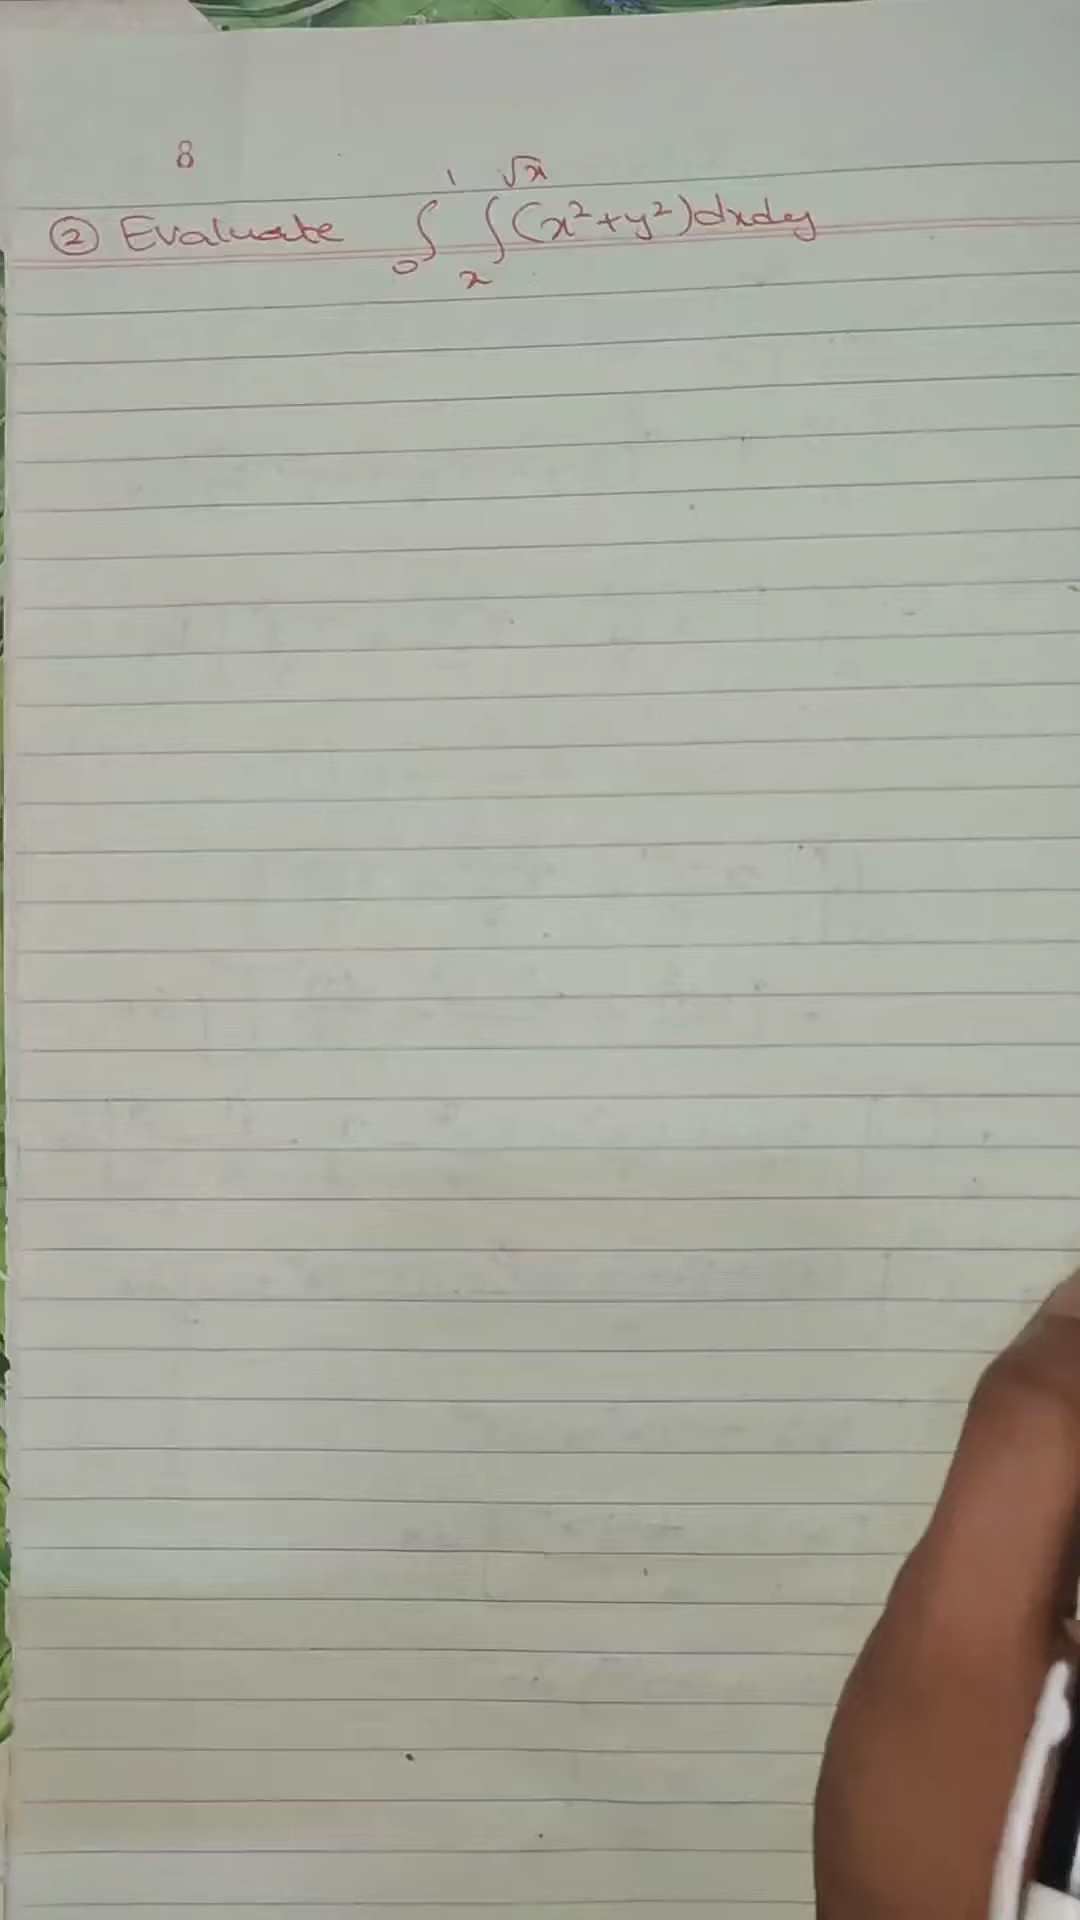 8
② Evaluate ∫₀¹ ∫ₓ^√x (x²+y²)dxdy